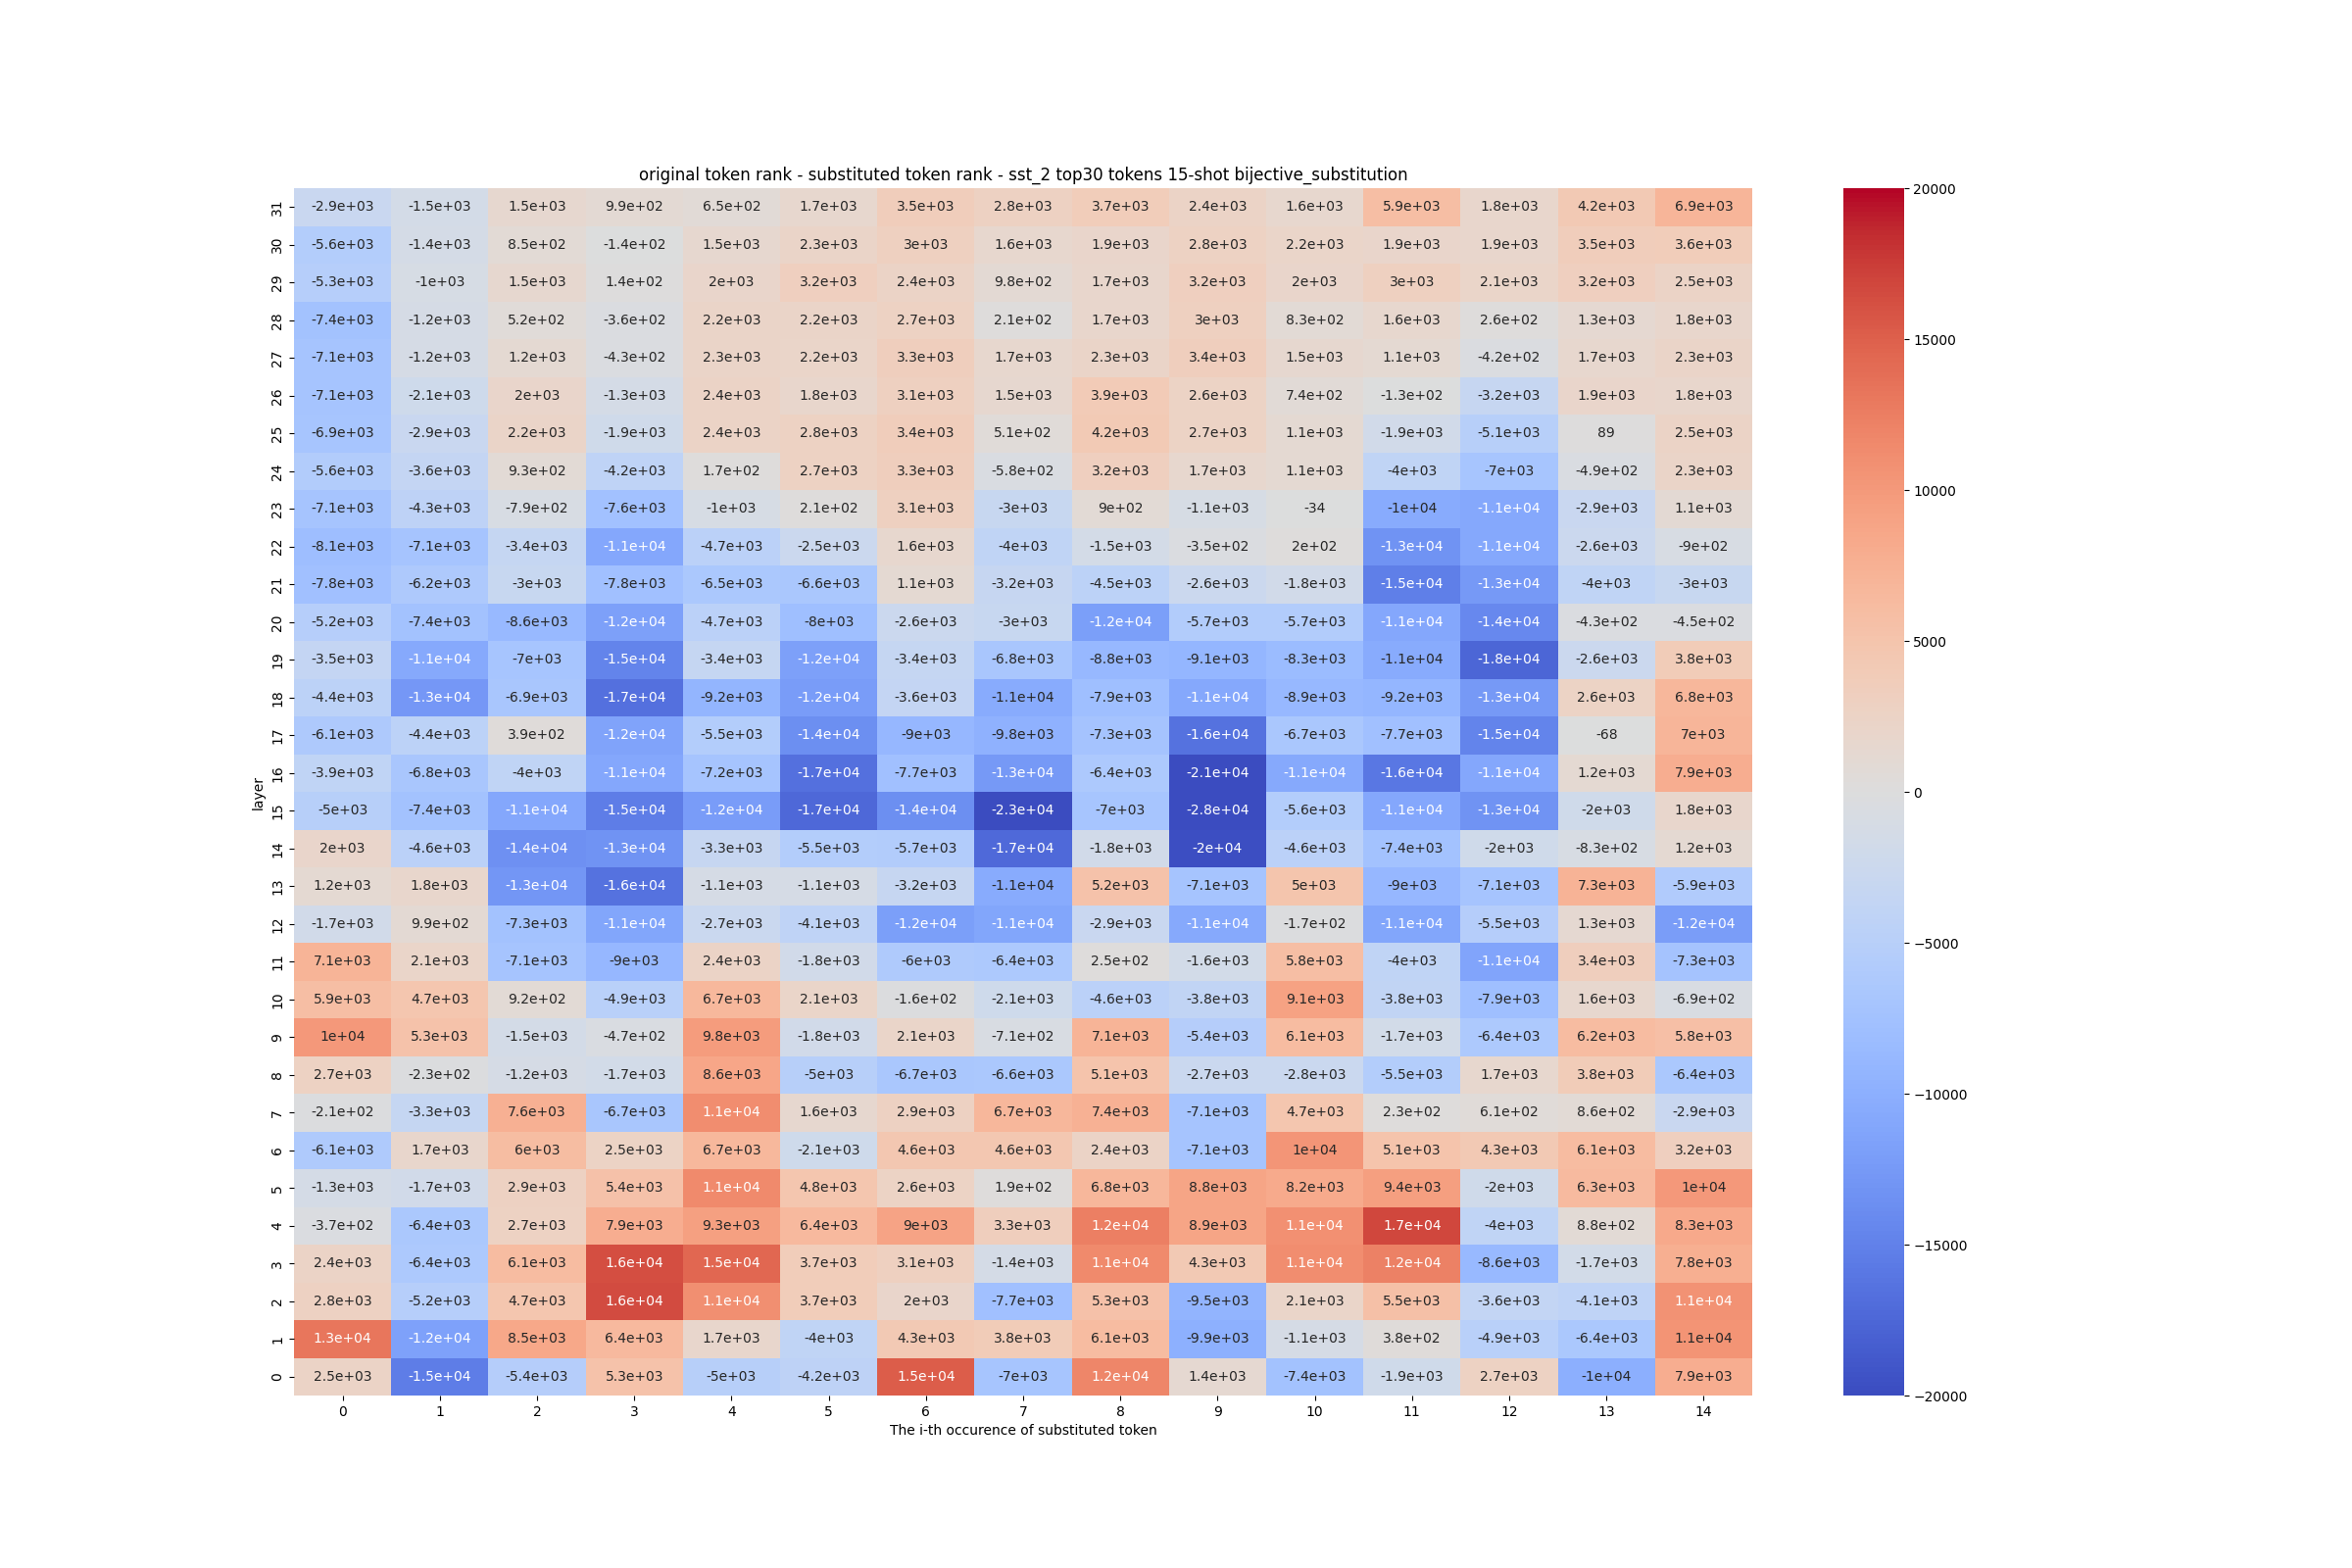 original token rank - substituted token rank - sst_2 top30 tokens 15-shot bijective_substitution
31 -2.9e+03 -1.5e+03 1.5e+03 9.9e+02 6.5e+02 1.7e+03 3.5e+03 2.8e+03 3.7e+03 2.4e+03 1.6e+03 5.9e+03 1.8e+03 4.2e+03 6.9e+03
30 -5.6e+03 -1.4e+03 8.5e+02 -1.4e+02 1.5e+03 2.3e+03 3e+03 1.6e+03 1.9e+03 2.8e+03 2.2e+03 1.9e+03 1.9e+03 3.5e+03 3.6e+03
29 -5.3e+03 -1e+03 1.5e+03 1.4e+02 2e+03 3.2e+03 2.4e+03 9.8e+02 1.7e+03 3.2e+03 2e+03 3e+03 2.1e+03 3.2e+03 2.5e+03
28 -7.4e+03 -1.2e+03 5.2e+02 -3.6e+02 2.2e+03 2.2e+03 2.7e+03 2.1e+02 1.7e+03 3e+03 8.3e+02 1.6e+03 2.6e+02 1.3e+03 1.8e+03
27 -7.1e+03 -1.2e+03 1.2e+03 -4.3e+02 2.3e+03 2.2e+03 3.3e+03 1.7e+03 2.3e+03 3.4e+03 1.5e+03 1.1e+03 -4.2e+02 1.7e+03 2.3e+03
26 -7.1e+03 -2.1e+03 2e+03 -1.3e+03 2.4e+03 1.8e+03 3.1e+03 1.5e+03 3.9e+03 2.6e+03 7.4e+02 -1.3e+02 -3.2e+03 1.9e+03 1.8e+03
25 -6.9e+03 -2.9e+03 2.2e+03 -1.9e+03 2.4e+03 2.8e+03 3.4e+03 5.1e+02 4.2e+03 2.7e+03 1.1e+03 -1.9e+03 -5.1e+03 89 2.5e+03
24 -5.6e+03 -3.6e+03 9.3e+02 -4.2e+03 1.7e+02 2.7e+03 3.3e+03 -5.8e+02 3.2e+03 1.7e+03 1.1e+03 -4e+03 -7e+03 -4.9e+02 2.3e+03
23 -7.1e+03 -4.3e+03 -7.9e+02 -7.6e+03 -1e+03 2.1e+02 3.1e+03 -3e+03 9e+02 -1.1e+03 -34 -1e+04 -1.1e+04 -2.9e+03 1.1e+03
22 -8.1e+03 -7.1e+03 -3.4e+03 -1.1e+04 -4.7e+03 -2.5e+03 1.6e+03 -4e+03 -1.5e+03 -3.5e+02 2e+02 -1.3e+04 -1.1e+04 -2.6e+03 -9e+02
21 -7.8e+03 -6.2e+03 -3e+03 -7.8e+03 -6.5e+03 -6.6e+03 1.1e+03 -3.2e+03 -4.5e+03 -2.6e+03 -1.8e+03 -1.5e+04 -1.3e+04 -4e+03 -3e+03
20 -5.2e+03 -7.4e+03 -8.6e+03 -1.2e+04 -4.7e+03 -8e+03 -2.6e+03 -3e+03 -1.2e+04 -5.7e+03 -5.7e+03 -1.1e+04 -1.4e+04 -4.3e+02 -4.5e+02
19 -3.5e+03 -1.1e+04 -7e+03 -1.5e+04 -3.4e+03 -1.2e+04 -3.4e+03 -6.8e+03 -8.8e+03 -9.1e+03 -8.3e+03 -1.1e+04 -1.8e+04 -2.6e+03 3.8e+03
18 -4.4e+03 -1.3e+04 -6.9e+03 -1.7e+04 -9.2e+03 -1.2e+04 -3.6e+03 -1.1e+04 -7.9e+03 -1.1e+04 -8.9e+03 -9.2e+03 -1.3e+04 2.6e+03 6.8e+03
17 -6.1e+03 -4.4e+03 3.9e+02 -1.2e+04 -5.5e+03 -1.4e+04 -9e+03 -9.8e+03 -7.3e+03 -1.6e+04 -6.7e+03 -7.7e+03 -1.5e+04 -68 7e+03
16 -3.9e+03 -6.8e+03 -4e+03 -1.1e+04 -7.2e+03 -1.7e+04 -7.7e+03 -1.3e+04 -6.4e+03 -2.1e+04 -1.1e+04 -1.6e+04 -1.1e+04 1.2e+03 7.9e+03
15 -5e+03 -7.4e+03 -1.1e+04 -1.5e+04 -1.2e+04 -1.7e+04 -1.4e+04 -2.3e+04 -7e+03 -2.8e+04 -5.6e+03 -1.1e+04 -1.3e+04 -2e+03 1.8e+03
14 2e+03 -4.6e+03 -1.4e+04 -1.3e+04 -3.3e+03 -5.5e+03 -5.7e+03 -1.7e+04 -1.8e+03 -2e+04 -4.6e+03 -7.4e+03 -2e+03 -8.3e+02 1.2e+03
13 1.2e+03 1.8e+03 -1.3e+04 -1.6e+04 -1.1e+03 -1.1e+03 -3.2e+03 -1.1e+04 5.2e+03 -7.1e+03 5e+03 -9e+03 -7.1e+03 7.3e+03 -5.9e+03
12 -1.7e+03 9.9e+02 -7.3e+03 -1.1e+04 -2.7e+03 -4.1e+03 -1.2e+04 -1.1e+04 -2.9e+03 -1.1e+04 -1.7e+02 -1.1e+04 -5.5e+03 1.3e+03 -1.2e+04
11 7.1e+03 2.1e+03 -7.1e+03 -9e+03 2.4e+03 -1.8e+03 -6e+03 -6.4e+03 2.5e+02 -1.6e+03 5.8e+03 -4e+03 -1.1e+04 3.4e+03 -7.3e+03
10 5.9e+03 4.7e+03 9.2e+02 -4.9e+03 6.7e+03 2.1e+03 -1.6e+02 -2.1e+03 -4.6e+03 -3.8e+03 9.1e+03 -3.8e+03 -7.9e+03 1.6e+03 -6.9e+02
9 1e+04 5.3e+03 -1.5e+03 -4.7e+02 9.8e+03 -1.8e+03 2.1e+03 -7.1e+02 7.1e+03 -5.4e+03 6.1e+03 -1.7e+03 -6.4e+03 6.2e+03 5.8e+03
8 2.7e+03 -2.3e+02 -1.2e+03 -1.7e+03 8.6e+03 -5e+03 -6.7e+03 -6.6e+03 5.1e+03 -2.7e+03 -2.8e+03 -5.5e+03 1.7e+03 3.8e+03 -6.4e+03
7 -2.1e+02 -3.3e+03 7.6e+03 -6.7e+03 1.1e+04 1.6e+03 2.9e+03 6.7e+03 7.4e+03 -7.1e+03 4.7e+03 2.3e+02 6.1e+02 8.6e+02 -2.9e+03
6 -6.1e+03 1.7e+03 6e+03 2.5e+03 6.7e+03 -2.1e+03 4.6e+03 4.6e+03 2.4e+03 -7.1e+03 1e+04 5.1e+03 4.3e+03 6.1e+03 3.2e+03
5 -1.3e+03 -1.7e+03 2.9e+03 5.4e+03 1.1e+04 4.8e+03 2.6e+03 1.9e+02 6.8e+03 8.8e+03 8.2e+03 9.4e+03 -2e+03 6.3e+03 1e+04
4 -3.7e+02 -6.4e+03 2.7e+03 7.9e+03 9.3e+03 6.4e+03 9e+03 3.3e+03 1.2e+04 8.9e+03 1.1e+04 1.7e+04 -4e+03 8.8e+02 8.3e+03
3 2.4e+03 -6.4e+03 6.1e+03 1.6e+04 1.5e+04 3.7e+03 3.1e+03 -1.4e+03 1.1e+04 4.3e+03 1.1e+04 1.2e+04 -8.6e+03 -1.7e+03 7.8e+03
2 2.8e+03 -5.2e+03 4.7e+03 1.6e+04 1.1e+04 3.7e+03 2e+03 -7.7e+03 5.3e+03 -9.5e+03 2.1e+03 5.5e+03 -3.6e+03 -4.1e+03 1.1e+04
1 1.3e+04 -1.2e+04 8.5e+03 6.4e+03 1.7e+03 -4e+03 4.3e+03 3.8e+03 6.1e+03 -9.9e+03 -1.1e+03 3.8e+02 -4.9e+03 -6.4e+03 1.1e+04
0 2.5e+03 -1.5e+04 -5.4e+03 5.3e+03 -5e+03 -4.2e+03 1.5e+04 -7e+03 1.2e+04 1.4e+03 -7.4e+03 -1.9e+03 2.7e+03 -1e+04 7.9e+03
0 1 2 3 4 5 6 7 8 9 10 11 12 13 14
The i-th occurence of substituted token
layer
20000
15000
10000
5000
0
−5000
−10000
−15000
−20000